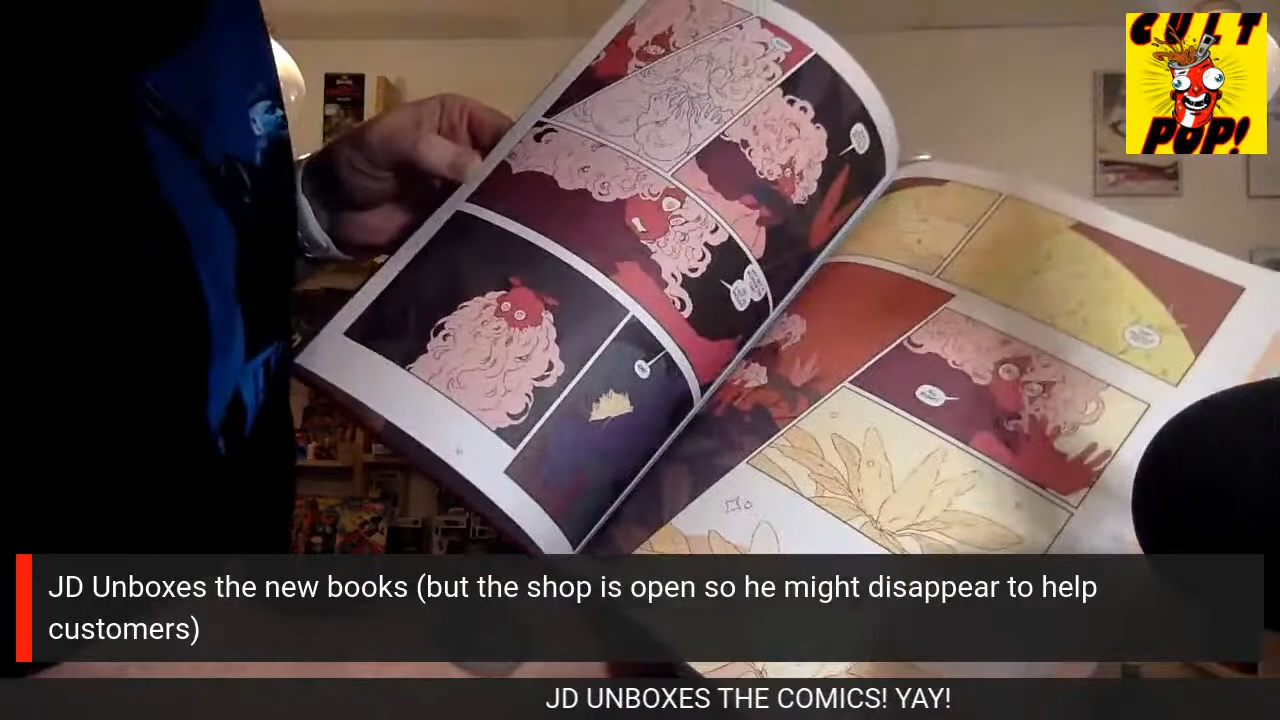 CULT
POP!
JD Unboxes the new books (but the shop is open so he might disappear to help
customers)
JD UNBOXES THE COMICS! YAY!